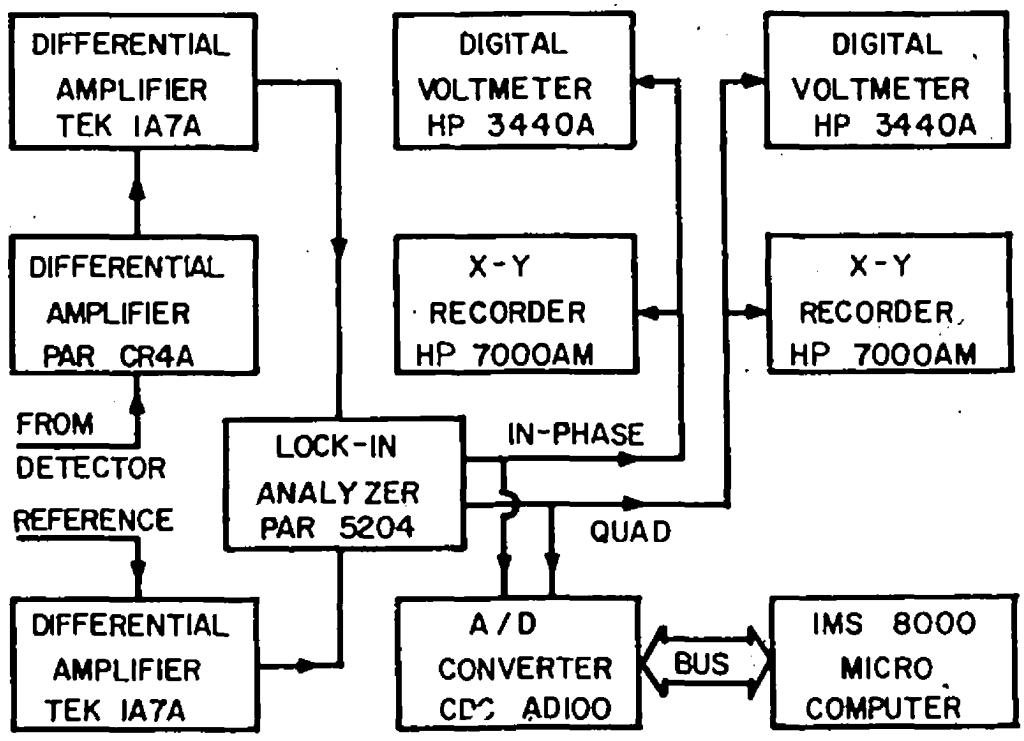 DIFFERENTIAL
AMPLIFIER
TEK 1A7A
DIGITAL
VOLTMETER
HP 3440A
DIGITAL
VOLTMETER
HP 3440A
DIFFERENTIAL
AMPLIFIER
PAR CR4A
X-Y
RECORDER
HP 7000AM
X-Y
RECORDER
HP 7000AM
FROM
DETECTOR
LOCK-IN
ANALYZER
PAR 5204
IN-PHASE
QUAD
REFERENCE
DIFFERENTIAL
AMPLIFIER
TEK 1A7A
A/D
CONVERTER
AD100
BUS
IMS 8000
MICRO
COMPUTER